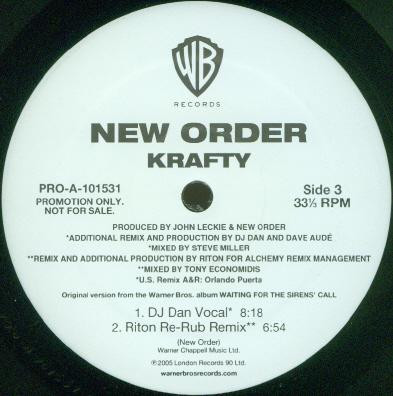 WB
RECORDS
NEW ORDER
KRAFTY
PRO-A-101531
PROMOTION ONLY.
NOT FOR SALE.
Side 3
33⅓ RPM
PRODUCED BY JOHN LECKIE & NEW ORDER
*ADDITIONAL REMIX AND PRODUCTION BY DJ DAN AND DAVE AUDÉ
*MIXED BY STEVE MILLER
**REMIX AND ADDITIONAL PRODUCTION BY RITON FOR ALCHEMY REMIX MANAGEMENT
**MIXED BY TONY ECONOMIDIS
*U.S. Remix A&R: Orlando Puerta
Original version from the Warner Bros. album WAITING FOR THE SIRENS' CALL
1. DJ Dan Vocal* 8:18
2. Riton Re-Rub Remix** 6:54
(New Order)
Warner Chappell Music Ltd.
℗2005 London Records 90 Ltd.
warnerbrosrecords.com